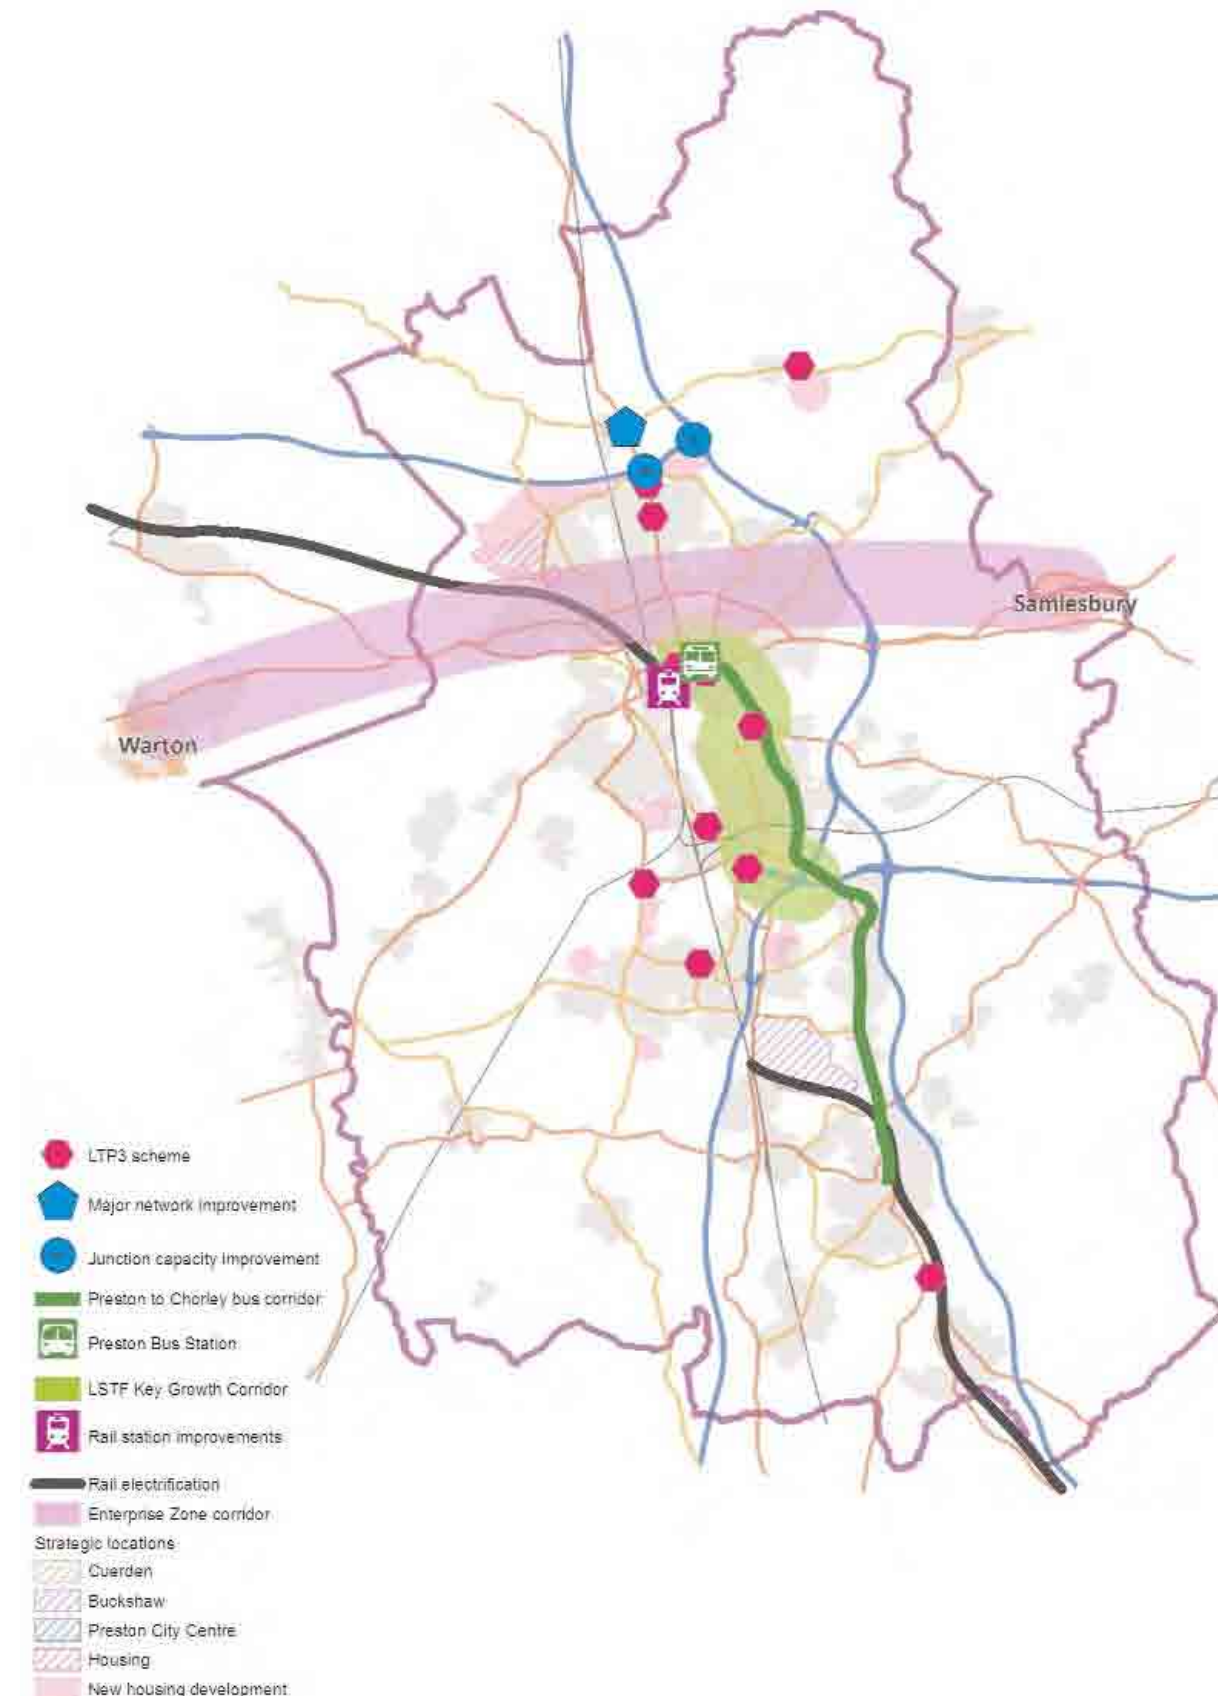 Samlesbury
Warton
LTP3 scheme
Major network improvement
Junction capacity improvement
Preston to Chorley bus corridor
Preston Bus Station
LSTF Key Growth Corridor
Rail station improvements
Rail electrification
Enterprise Zone corridor
Strategic locations
Cuerden
Buckshaw
Preston City Centre
Housing
New housing development